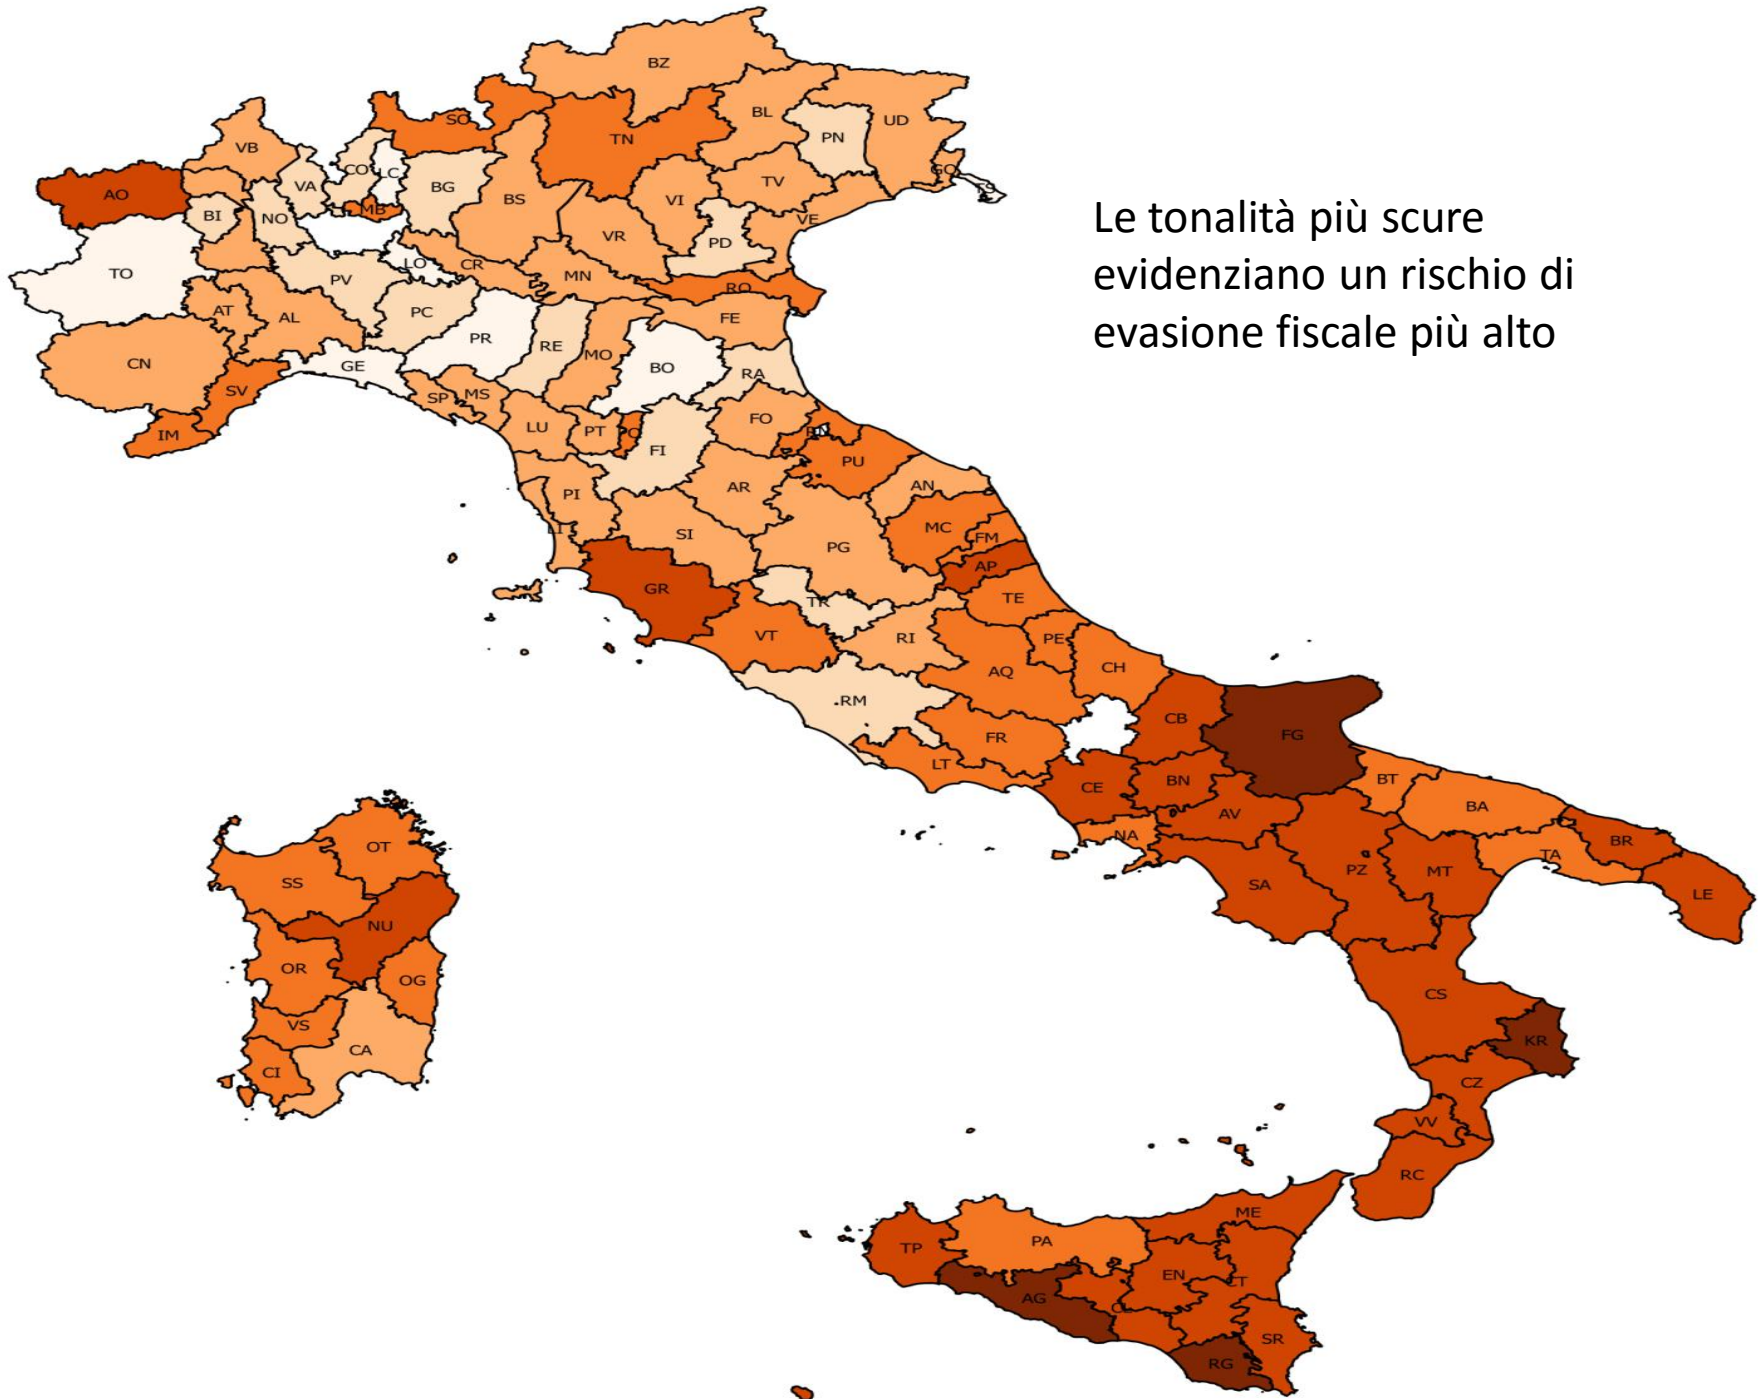 BZ
BL
UD
PN
SO
TN
VB
CO
LC
VA
BG
AO
BS
VI
TV
GO
TS
MB
BI
NO
VE
VR
PD
TO
LO
CR
PV
MN
RO
AT
AL
PC
FE
PR
RE
MO
CN
GE
BO
RA
SV
SP
MS
FO
LU
PT
PO
RN
IM
FI
PU
AR
AN
PI
LI
SI
MC
FM
PG
AP
GR
TE
TR
VT
RI
PE
AQ
CH
RM
CB
FR
FG
LT
CE
BN
BT
AV
BA
NA
TA
BR
OT
SS
SA
PZ
MT
LE
NU
OR
OG
CS
VS
CA
KR
CI
CZ
VV
RC
ME
TP
PA
EN
CT
AG
CL
SR
RG
Le tonalità più scure
evidenziano un rischio di
evasione fiscale più alto